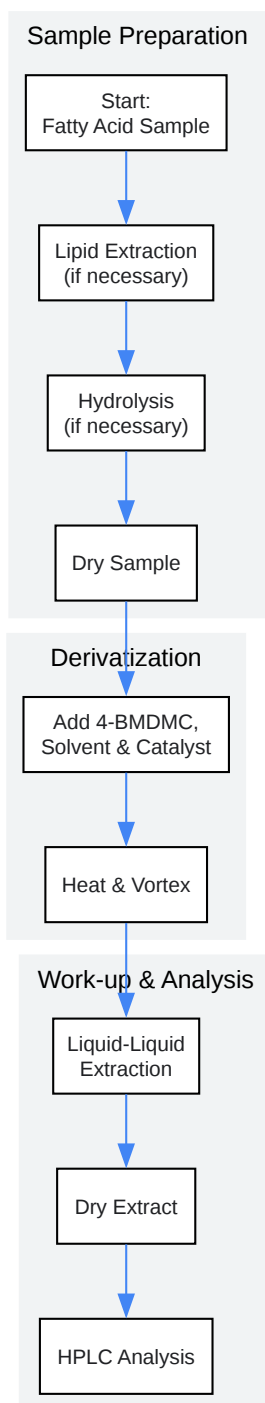 Sample Preparation
Start:
Fatty Acid Sample
Lipid Extraction
(if necessary)
Hydrolysis
(if necessary)
Dry Sample
Derivatization
Add 4-BMDMC,
Solvent & Catalyst
Heat & Vortex
Work-up & Analysis
Liquid-Liquid
Extraction
Dry Extract
HPLC Analysis